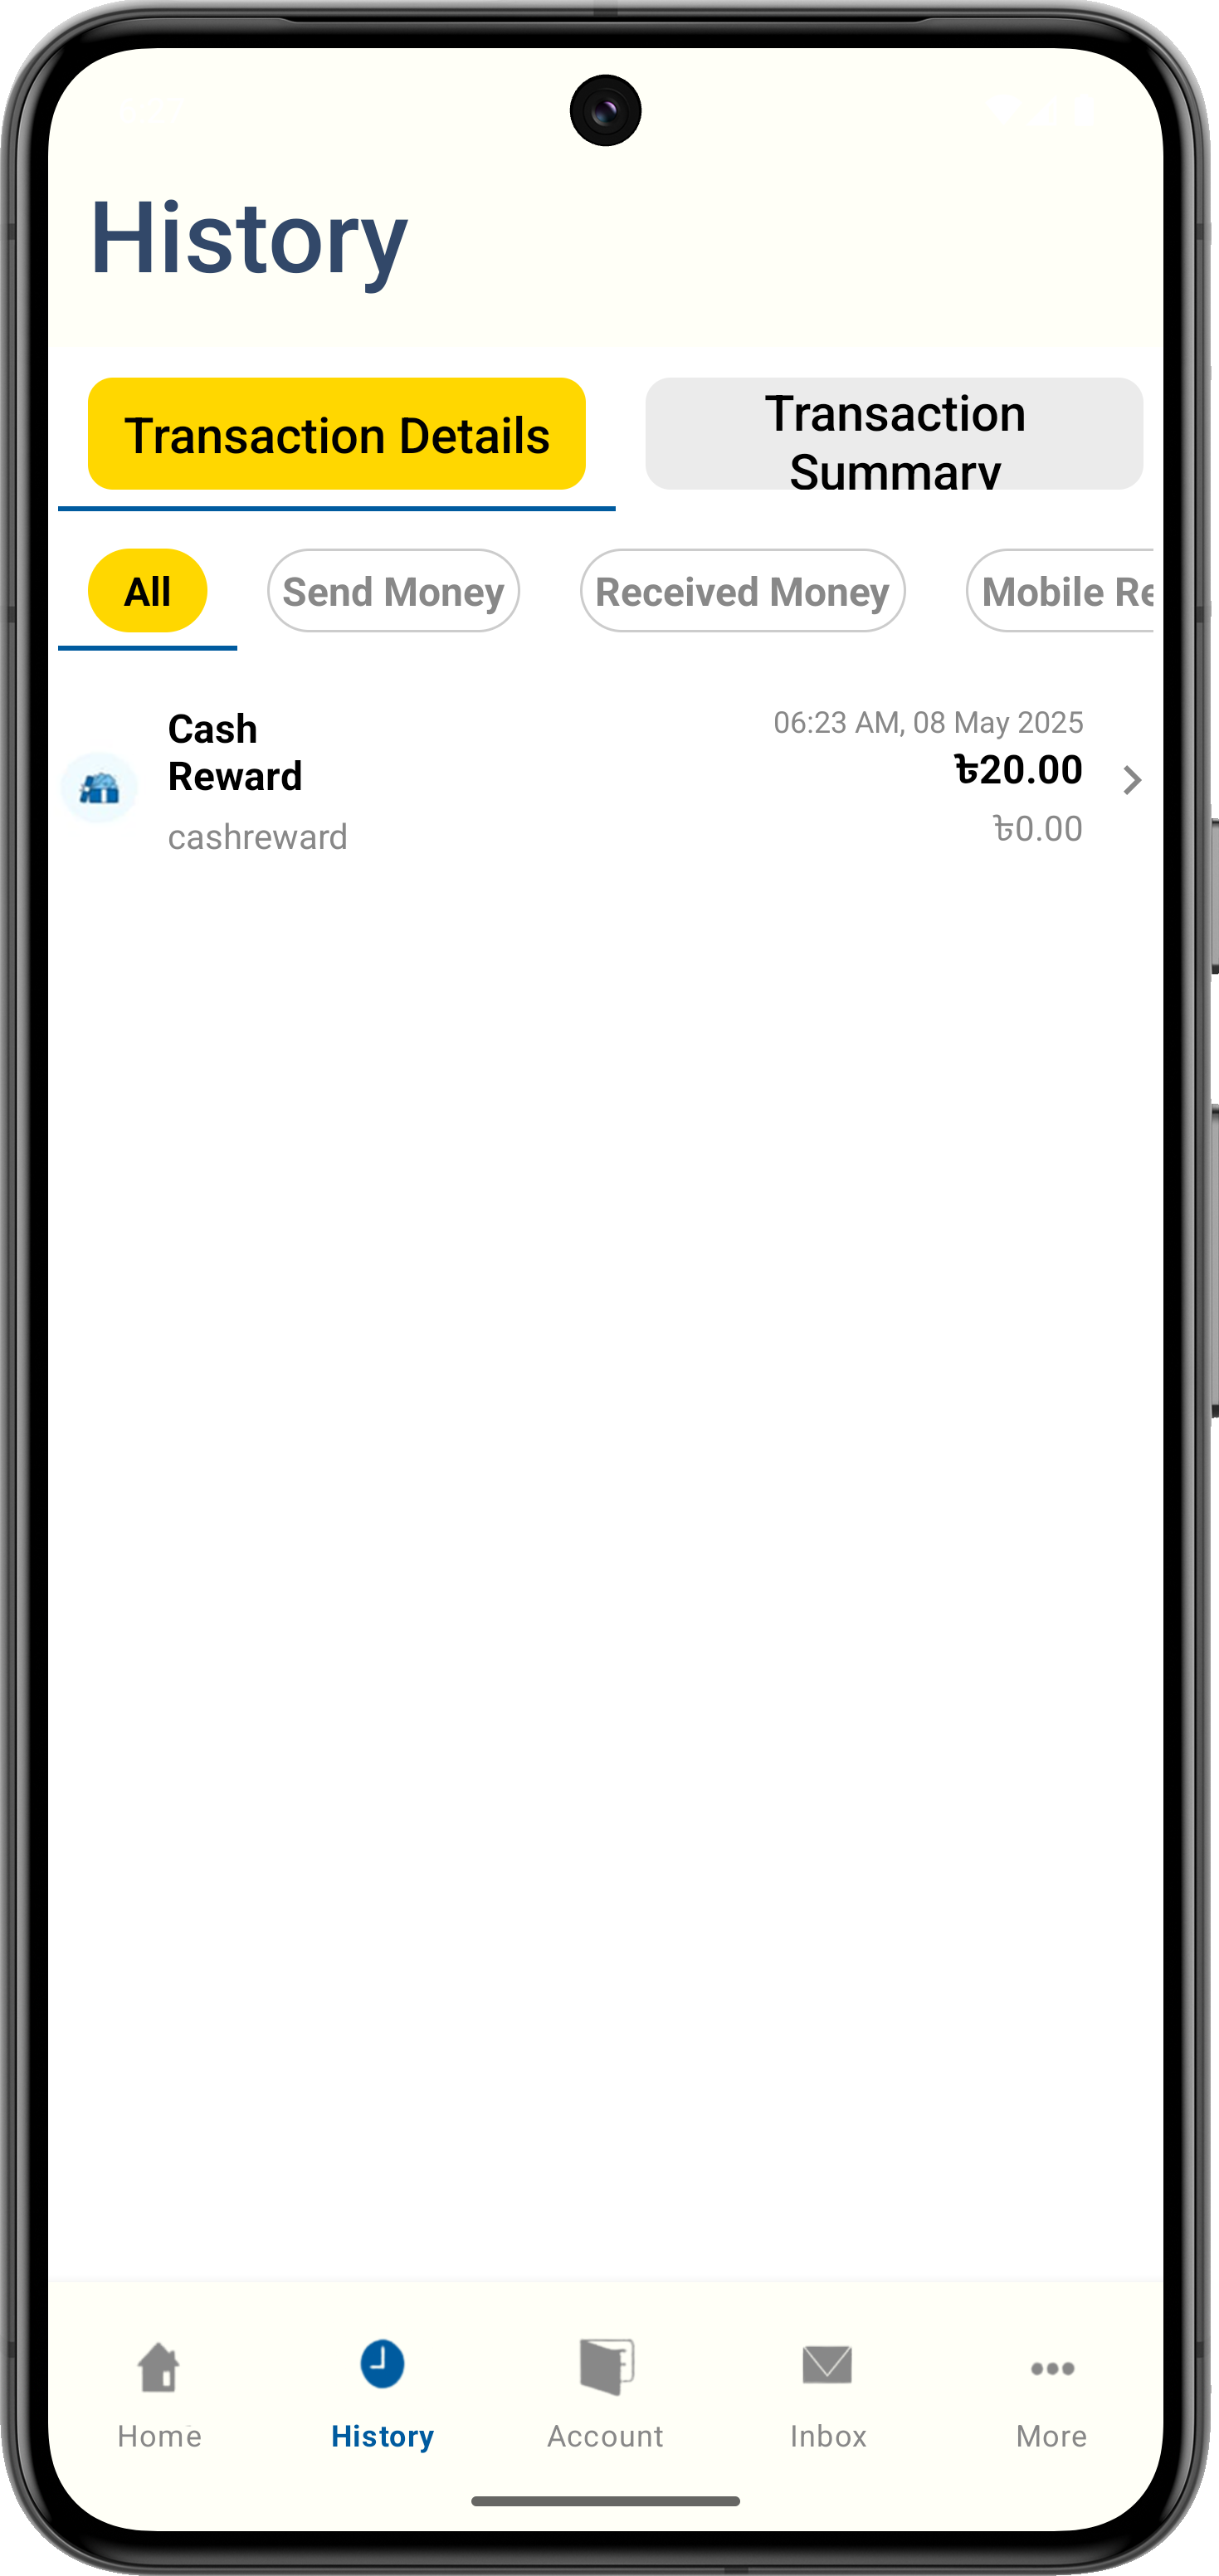 History
Transaction Details
Transaction
Summary
All
Send Money
Received Money
Mobile Re
Cash
Reward
cashreward
06:23 AM, 08 May 2025
৳20.00
৳0.00
Home
History
Account
Inbox
More